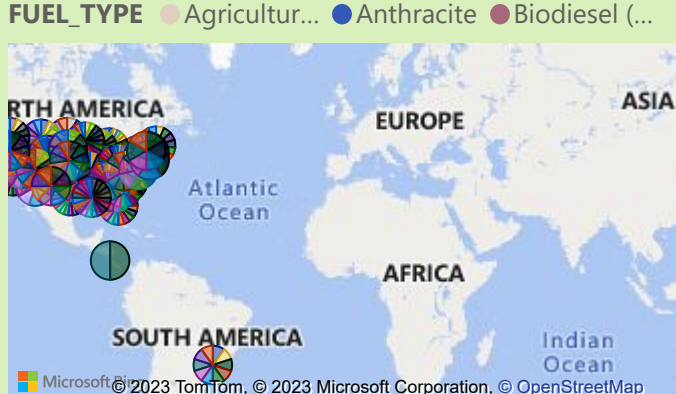 FUEL_TYPE Agricultur... Anthracite Biodiesel (...
RTH AMERICA
EUROPE
ASIA
Atlantic
Ocean
AFRICA
SOUTH AMERICA
Indian
Ocean
Microsoft Bin
© 2023 TomTom, © 2023 Microsoft Corporation, © OpenStreetMap